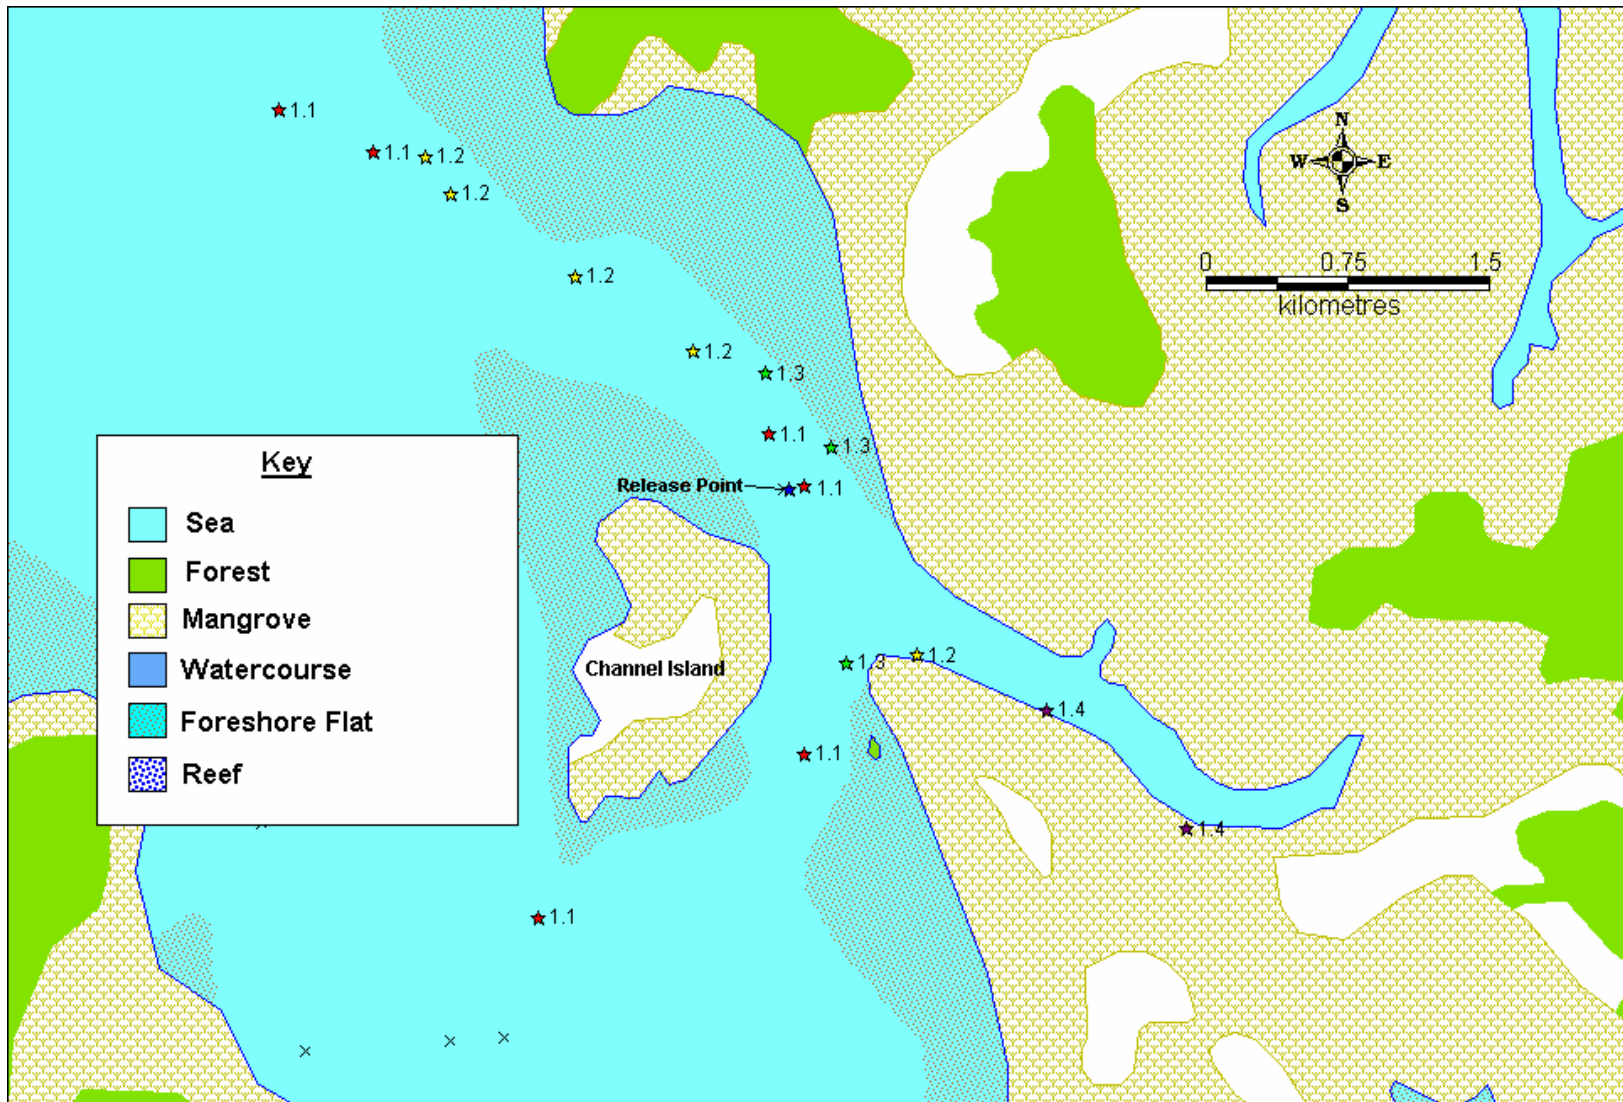 1.1
N
1.1
1.2
W
E
1.2
S
0 0.75 1.5
1.2
kilometres
1.2
1.3
1.1
1.3
Key
Release Point
1.1
Sea
Forest
Mangrove
1.3
1.2
Channel Island
Watercourse
1.4
Foreshore Flat
1.1
Reef
1.4
1.1